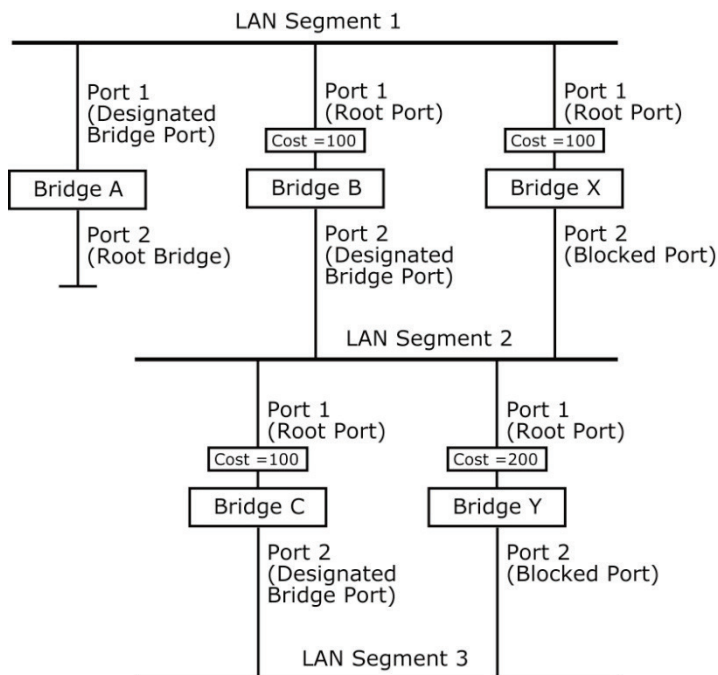 LAN Segment 1
Port 1
(Designated
Bridge Port)
Port 1
(Root Port)
Port 1
(Root Port)
Cost =100
Cost =100
Bridge A
Bridge B
Bridge X
Port 2
(Root Bridge)
Port 2
(Designated
Bridge Port)
Port 2
(Blocked Port)
LAN Segment 2
Port 1
(Root Port)
Port 1
(Root Port)
Cost =100
Cost =200
Bridge C
Bridge Y
Port 2
(Designated
Bridge Port)
Port 2
(Blocked Port)
LAN Segment 3